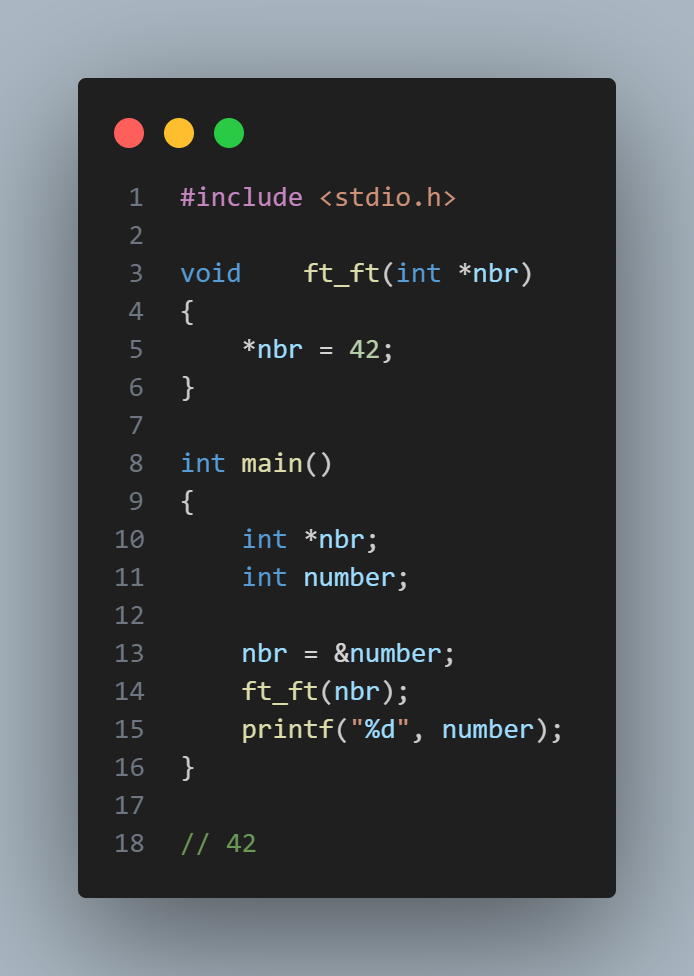 1 #include <stdio.h>
2
3 void    ft_ft(int *nbr)
4 {
5     *nbr = 42;
6 }
7
8 int main()
9 {
10     int *nbr;
11     int number;
12
13     nbr = &number;
14     ft_ft(nbr);
15     printf("%d", number);
16 }
17
18 // 42